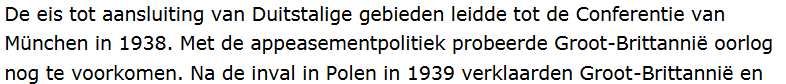 De eis tot aansluiting van Duitstalige gebieden leidde tot de Conferentie van
München in 1938. Met de appeasementpolitiek probeerde Groot-Brittannië oorlog
nog te voorkomen. Na de inval in Polen in 1939 verklaarden Groot-Brittannië en